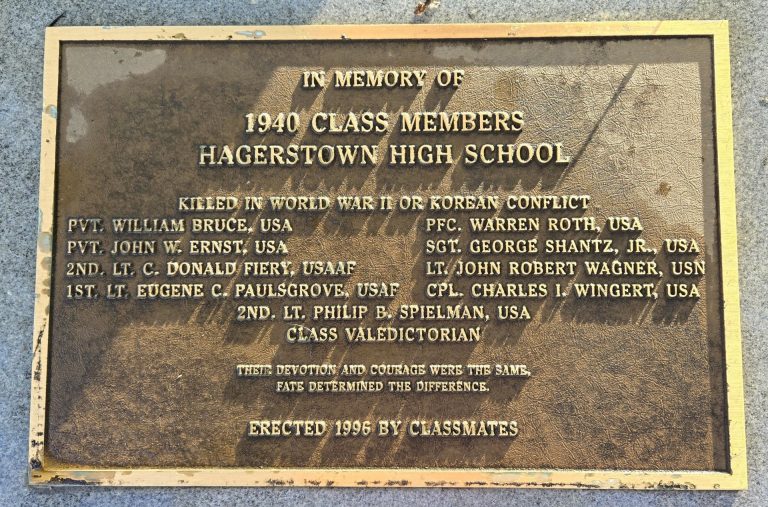 IN MEMORY OF
1940 CLASS MEMBERS
HAGERSTOWN HIGH SCHOOL
KILLED IN WORLD WAR II OR KOREAN CONFLICT
PVT. WILLIAM BRUCE, USA
PVT. JOHN W. ERNST, USA
2ND. LT. C. DONALD FIERY, USAAF
1ST. LT. EUGENE C. PAULSGROVE, USAF
PFC. WARREN ROTH, USA
SGT. GEORGE SHANTZ, JR., USA
LT. JOHN ROBERT WAGNER, USN
CPL. CHARLES I. WINGERT, USA
2ND. LT. PHILIP B. SPIELMAN, USA
CLASS VALEDICTORIAN
THEIR DEVOTION AND COURAGE WERE THE SAME,
FATE DETERMINED THE DIFFERENCE.
ERECTED 1996 BY CLASSMATES